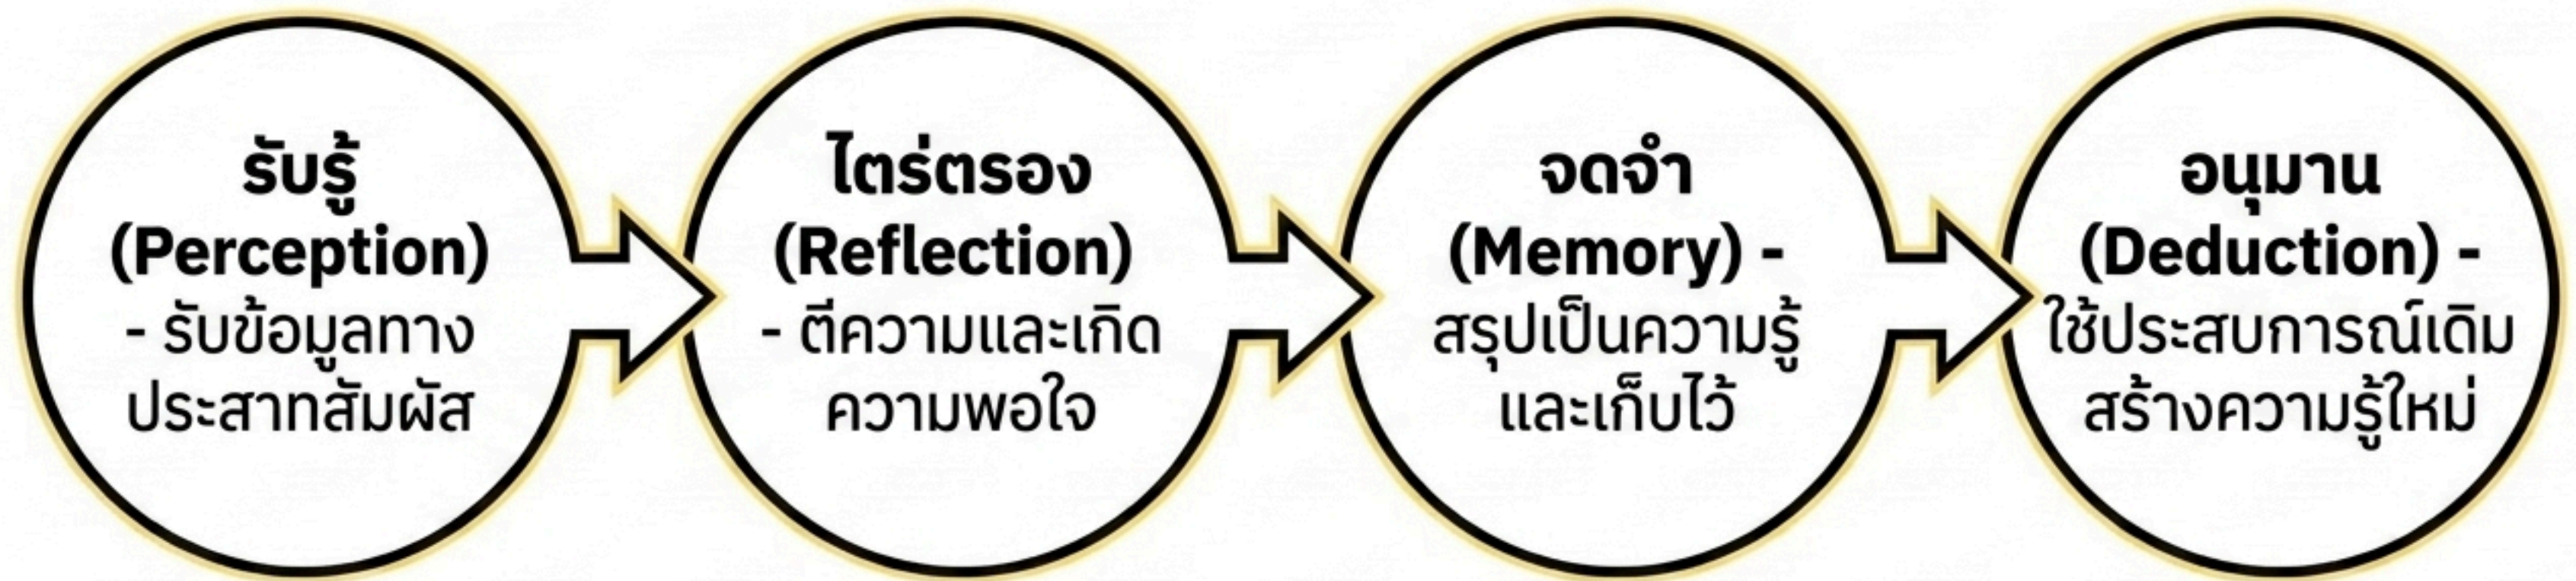 รับรู้
(Perception)
- รับข้อมูลทาง
ประสาทสัมผัส
ไตร่ตรอง
(Reflection)
- ตีความและเกิด
ความพอใจ
จดจำ
(Memory) -
สรุปเป็นความรู้
และเก็บไว้
อนุมาน
(Deduction) -
ใช้ประสบการณ์เดิม
สร้างความรู้ใหม่